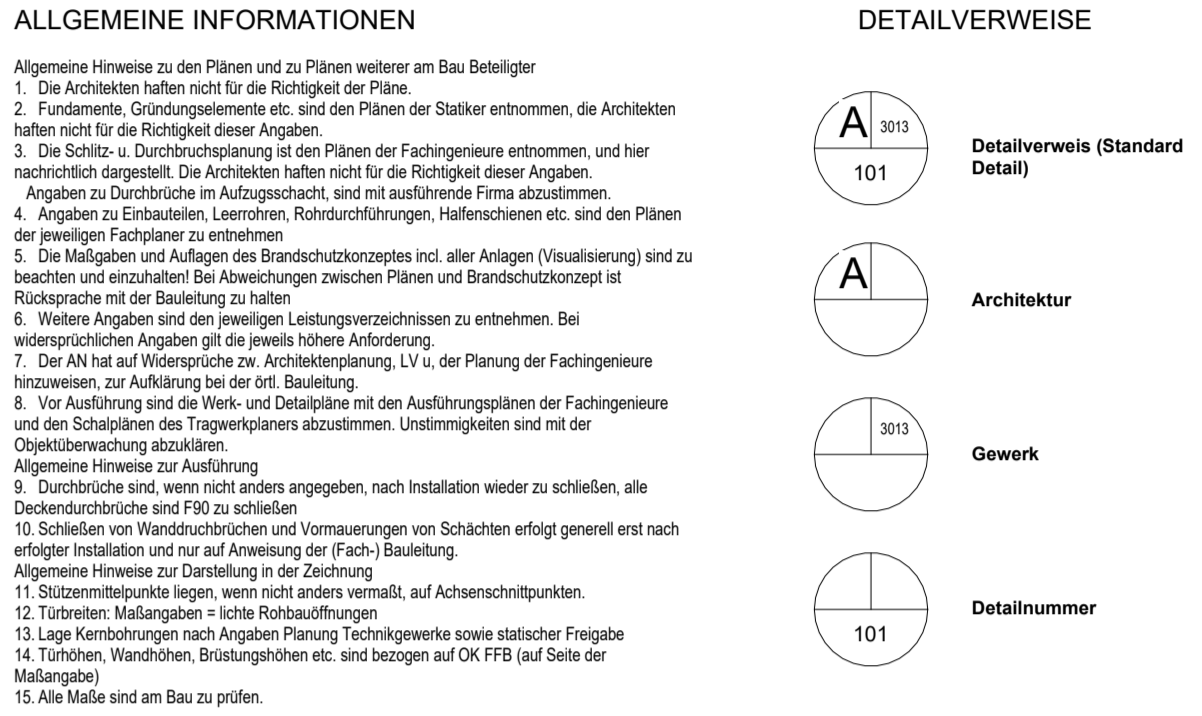 ALLGEMEINE INFORMATIONEN
Allgemeine Hinweise zu den Plänen und zu Plänen weiterer am Bau Beteiligter
1. Die Architekten haften nicht für die Richtigkeit der Pläne.
2. Fundamente, Gründungselemente etc. sind den Plänen der Statiker entnommen, die Architekten
haften nicht für die Richtigkeit dieser Angaben.
3. Die Schlitz- u. Durchbruchsplanung ist den Plänen der Fachingenieure entnommen, und hier
nachrichtlich dargestellt. Die Architekten haften nicht für die Richtigkeit dieser Angaben.
Angaben zu Durchbrüche im Aufzugsschacht, sind mit ausführende Firma abzustimmen.
4. Angaben zu Einbauteilen, Leerrohren, Rohrdurchführungen, Halfenschienen etc. sind den Plänen
der jeweiligen Fachplaner zu entnehmen
5. Die Maßgaben und Auflagen des Brandschutzkonzeptes incl. aller Anlagen (Visualisierung) sind zu
beachten und einzuhalten! Bei Abweichungen zwischen Plänen und Brandschutzkonzept ist
Rücksprache mit der Bauleitung zu halten
6. Weitere Angaben sind den jeweiligen Leistungsverzeichnissen zu entnehmen. Bei
widersprüchlichen Angaben gilt die jeweils höhere Anforderung.
7. Der AN hat auf Widersprüche zw. Architektenplanung, LV u, der Planung der Fachingenieure
hinzuweisen, zur Aufklärung bei der örtl. Bauleitung.
8. Vor Ausführung sind die Werk- und Detailpläne mit den Ausführungsplänen der Fachingenieure
und den Schalplänen des Tragwerkplaners abzustimmen. Unstimmigkeiten sind mit der
Objektüberwachung abzuklären.
Allgemeine Hinweise zur Ausführung
9. Durchbrüche sind, wenn nicht anders angegeben, nach Installation wieder zu schließen, alle
Deckendurchbrüche sind F90 zu schließen
10. Schließen von Wanddruchbrüchen und Vormauerungen von Schächten erfolgt generell erst nach
erfolgter Installation und nur auf Anweisung der (Fach-) Bauleitung.
Allgemeine Hinweise zur Darstellung in der Zeichnung
11. Stützenmittelpunkte liegen, wenn nicht anders vermaßt, auf Achsenschnittpunkten.
12. Türbreiten: Maßangaben = lichte Rohbauöffnungen
13. Lage Kernbohrungen nach Angaben Planung Technikgewerke sowie statischer Freigabe
14. Türhöhen, Wandhöhen, Brüstungshöhen etc. sind bezogen auf OK FFB (auf Seite der
Maßangabe)
15. Alle Maße sind am Bau zu prüfen.
DETAILVERWEISE
A 3013
101
Detailverweis (Standard
Detail)
A
Architektur
3013
Gewerk
101
Detailnummer